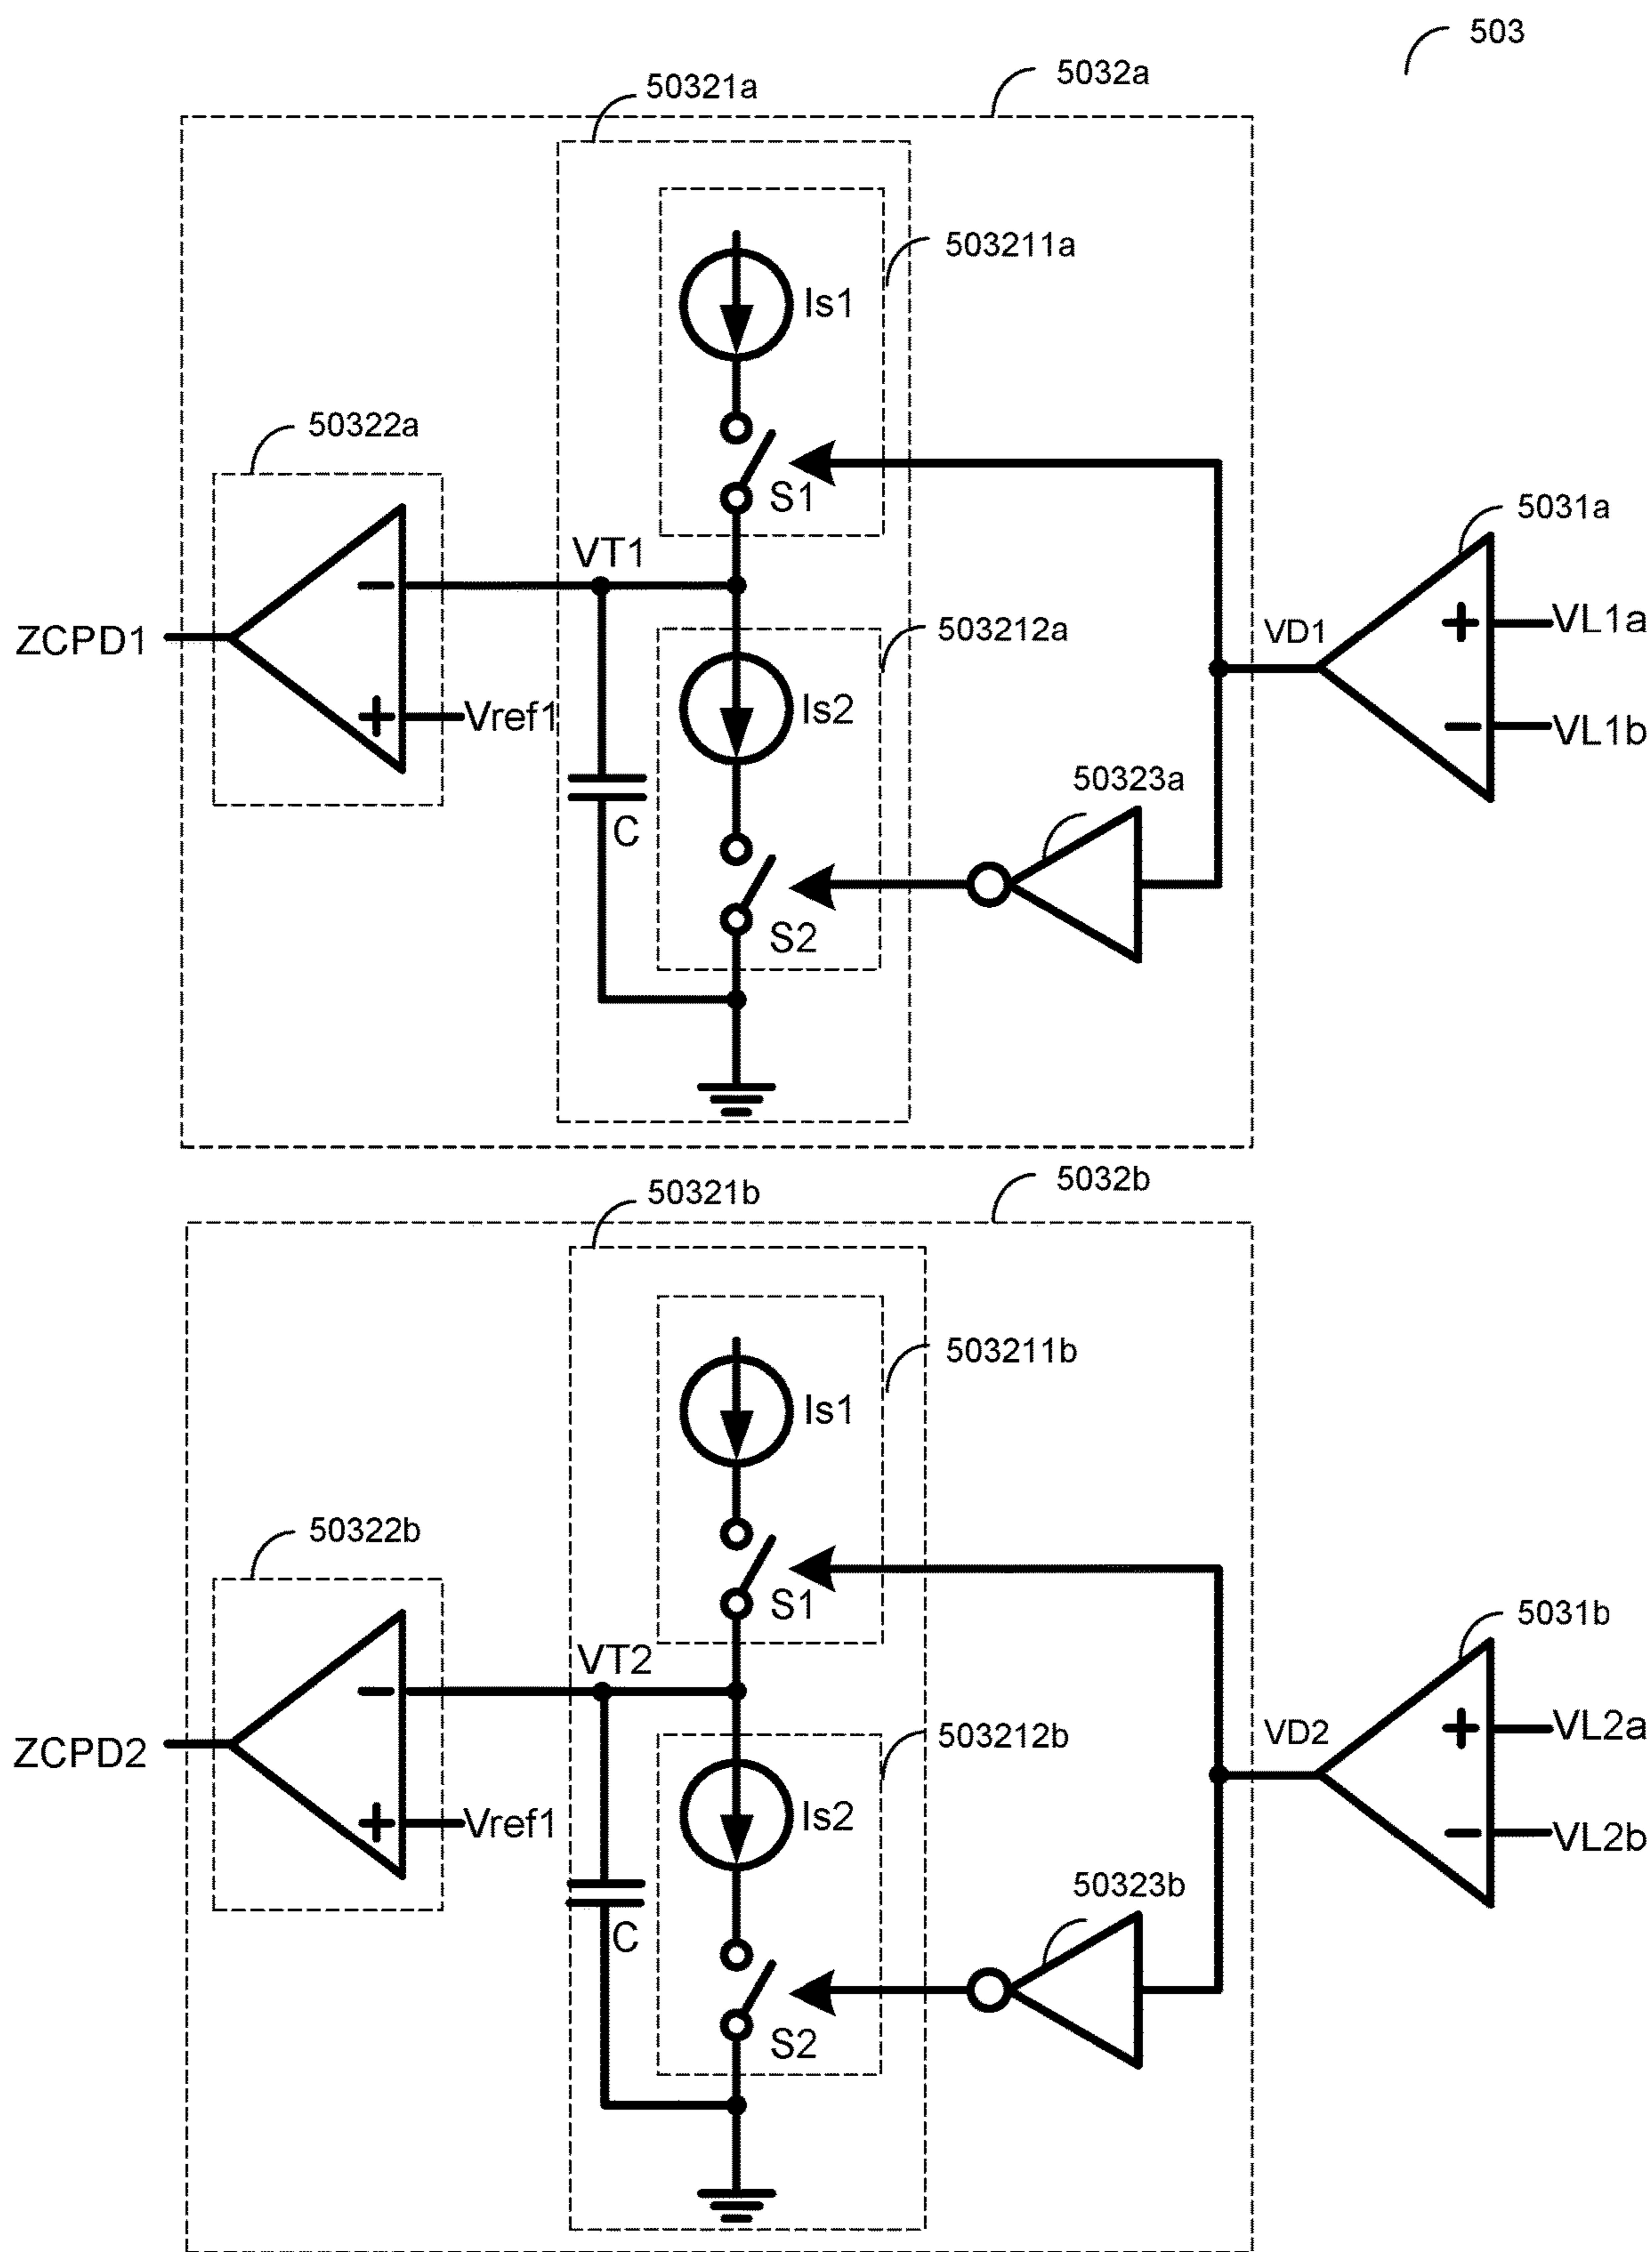 503
5032a
50321a
503211a
Is1
50322a
S1
5031a
VT1
VL1a
503212a
VD1
ZCPD1
Is2
Vref1
VL1b
50323a
C
S2
5032b
50321b
503211b
Is1
50322b
S1
5031b
VT2
VL2a
VD2
503212b
ZCPD2
Is2
Vref1
VL2b
50323b
C
S2